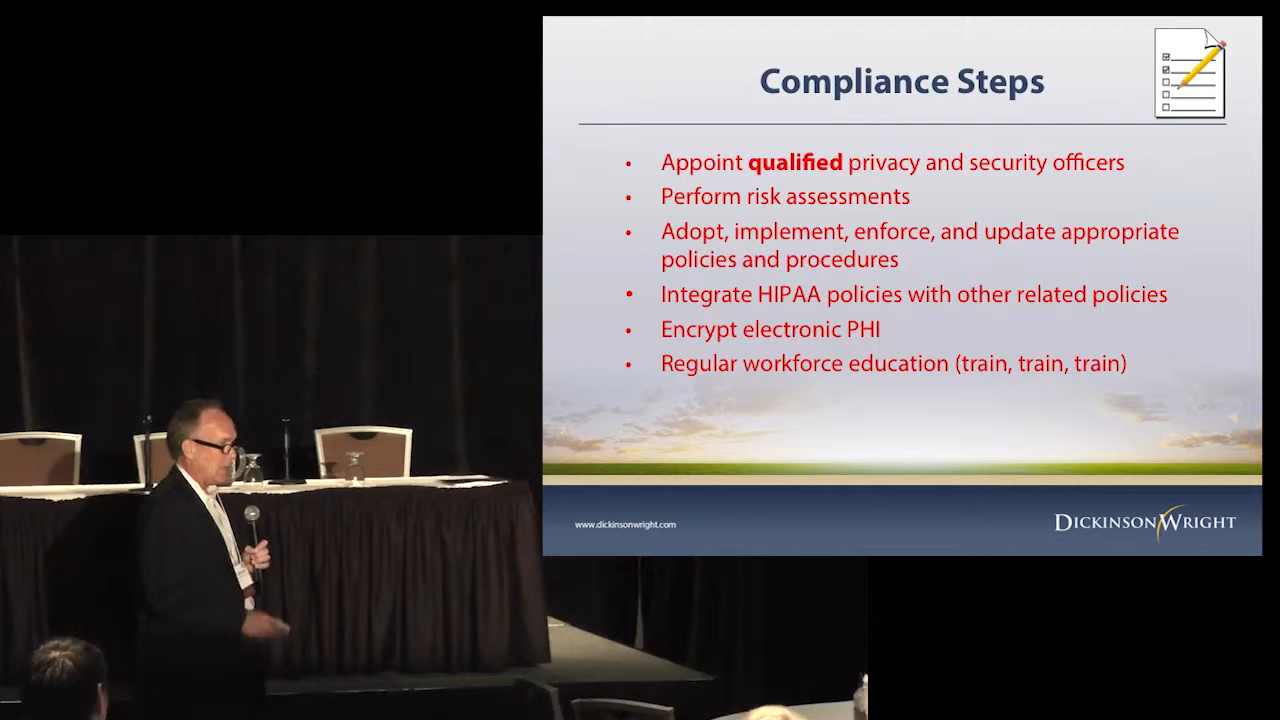 Compliance Steps
• Appoint qualified privacy and security officers
• Perform risk assessments
• Adopt, implement, enforce, and update appropriate
policies and procedures
• Integrate HIPAA policies with other related policies
• Encrypt electronic PHI
• Regular workforce education (train, train, train)
www.dickinsonwright.com
DICKINSON WRIGHT